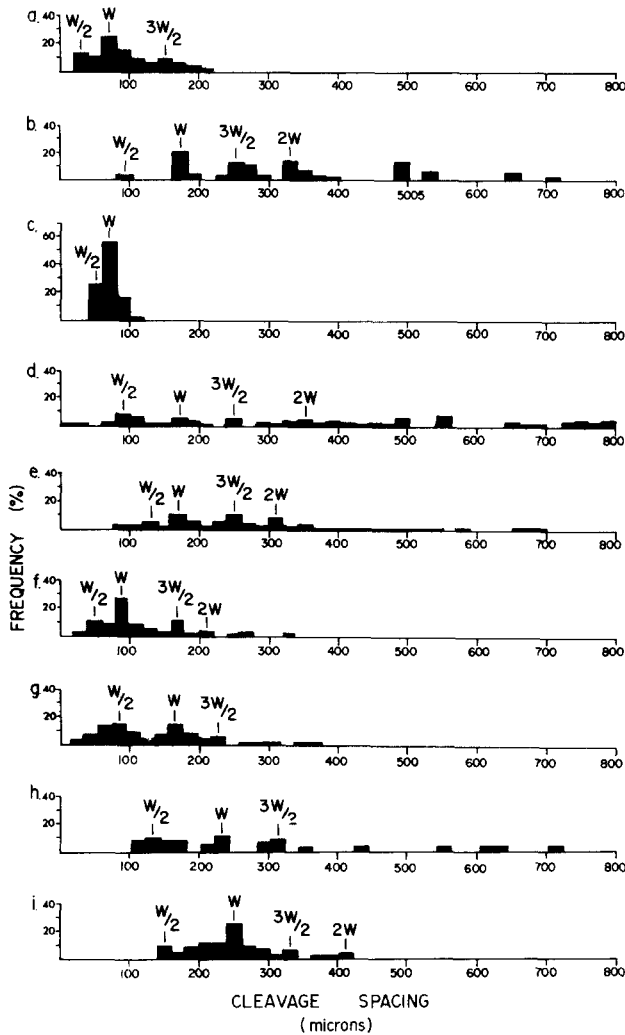 a. 40 20 W/2 W 3W/2
100 200 300 400 500 600 700 800
b. 40 20 W/2 W 3W/2 2W
100 200 300 400 5005 600 700 800
c. 60 40 20 W/2 W
100 200 300 400 500 600 700 800
d. 40 20 W/2 W 3W/2 2W
100 200 300 400 500 600 700 800
e. 40 20 W/2 W 3W/2 2W
100 200 300 400 500 600 700 800
f. 40 20 W/2 W 3W/2 2W
100 200 300 400 500 600 700 800
g. 40 20 W/2 W 3W/2
100 200 300 400 500 600 700 800
h. 40 20 W/2 W 3W/2
100 200 300 400 500 600 700 800
i. 40 20 W/2 W 3W/2 2W
100 200 300 400 500 600 700 800
FREQUENCY (%)
CLEAVAGE SPACING
(microns)